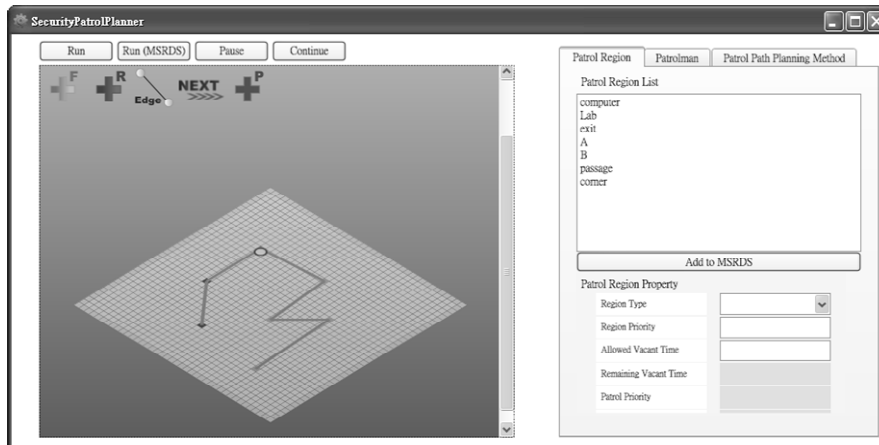 SecurityPatrolPlanner
Run
Run (MSRDS)
Pause
Continue
F
R
Edge
NEXT
>>>>
P
Patrol Region
Patrolman
Patrol Path Planning Method
Patrol Region List
computer
Lab
exit
A
B
passage
corner
Add to MSRDS
Patrol Region Property
Region Type
Region Priority
Allowed Vacant Time
Remaining Vacant Time
Patrol Priority